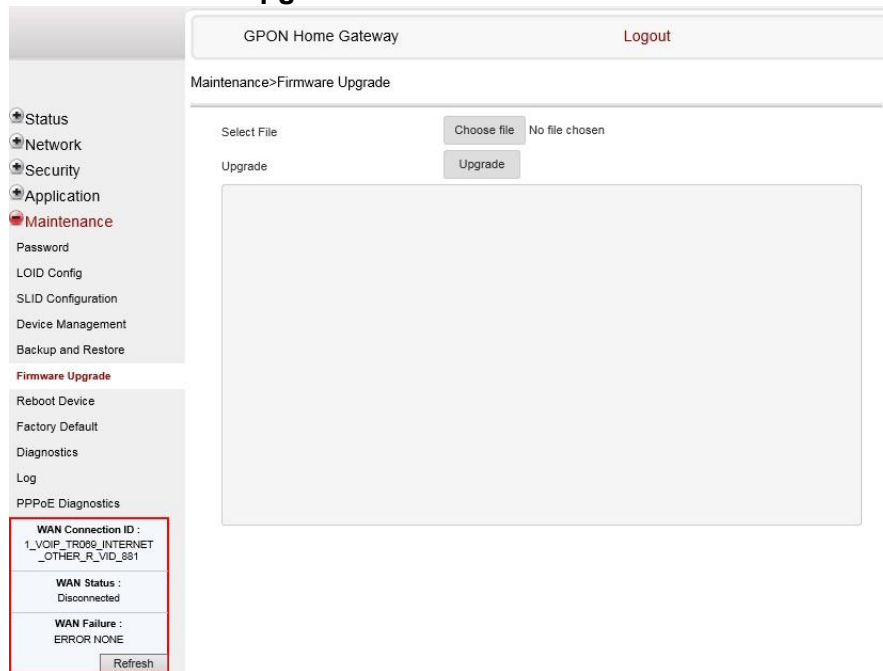 GPON Home Gateway
Logout
Maintenance>Firmware Upgrade
Status
Network
Security
Application
Maintenance
Password
LOID Config
SLID Configuration
Device Management
Backup and Restore
Firmware Upgrade
Reboot Device
Factory Default
Diagnostics
Log
PPPoE Diagnostics
WAN Connection ID :
1_VOIP_TR069_INTERNET
_OTHER_R_VID_881
WAN Status :
Disconnected
WAN Failure :
ERROR NONE
Refresh
Select File
Choose file No file chosen
Upgrade
Upgrade